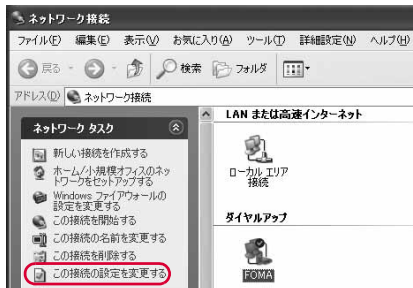 ネットワーク接続
ファイル(F) 編集(E) 表示(V) お気に入り(A) ツール(T) 詳細設定(N) ヘルプ(H)
戻る 検索 フォルダ
アドレス(D) ネットワーク接続
ネットワーク タスク
新しい接続を作成する
ホーム/小規模オフィスのネッ
トワークをセットアップする
Windows ファイアウォールの
設定を変更する
この接続を開始する
この接続の名前を変更する
この接続を削除する
この接続の設定を変更する
LAN または高速インターネット
ローカル エリア
接続
ダイヤルアップ
FOMA